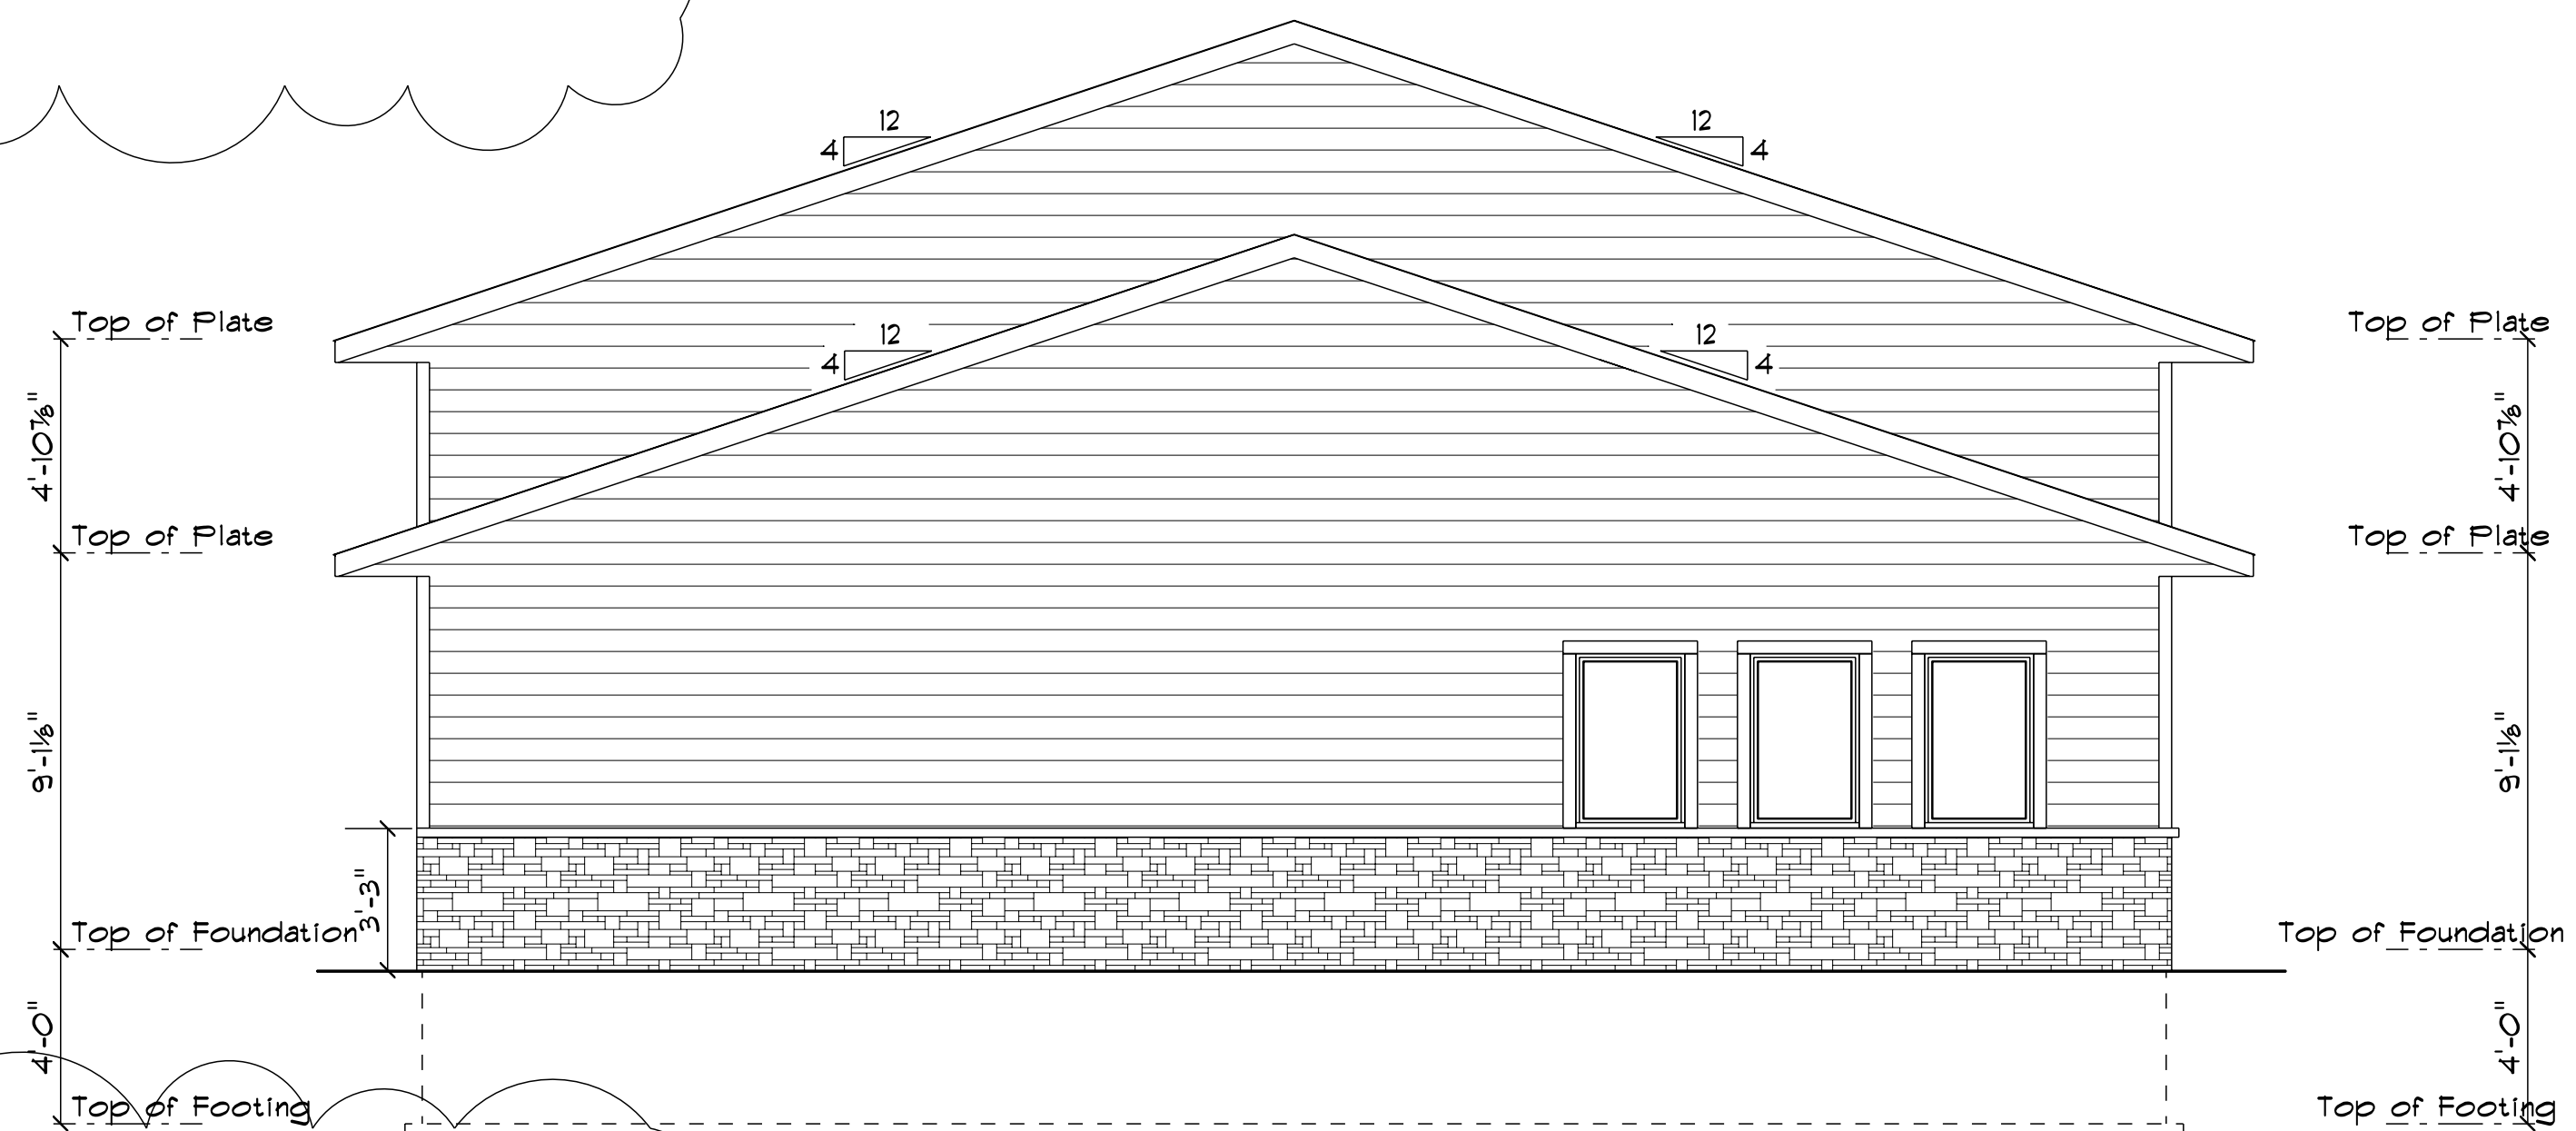 12
12
4
4
Top of Plate
Top of Plate
12
12
4
4
4'-10⅞"
4'-10⅞"
Top of Plate
Top of Plate
9'-1⅛"
9'-1⅛"
3'-3"
Top of Foundation
Top of Foundation
4'-0"
4'-0"
Top of Footing
Top of Footing